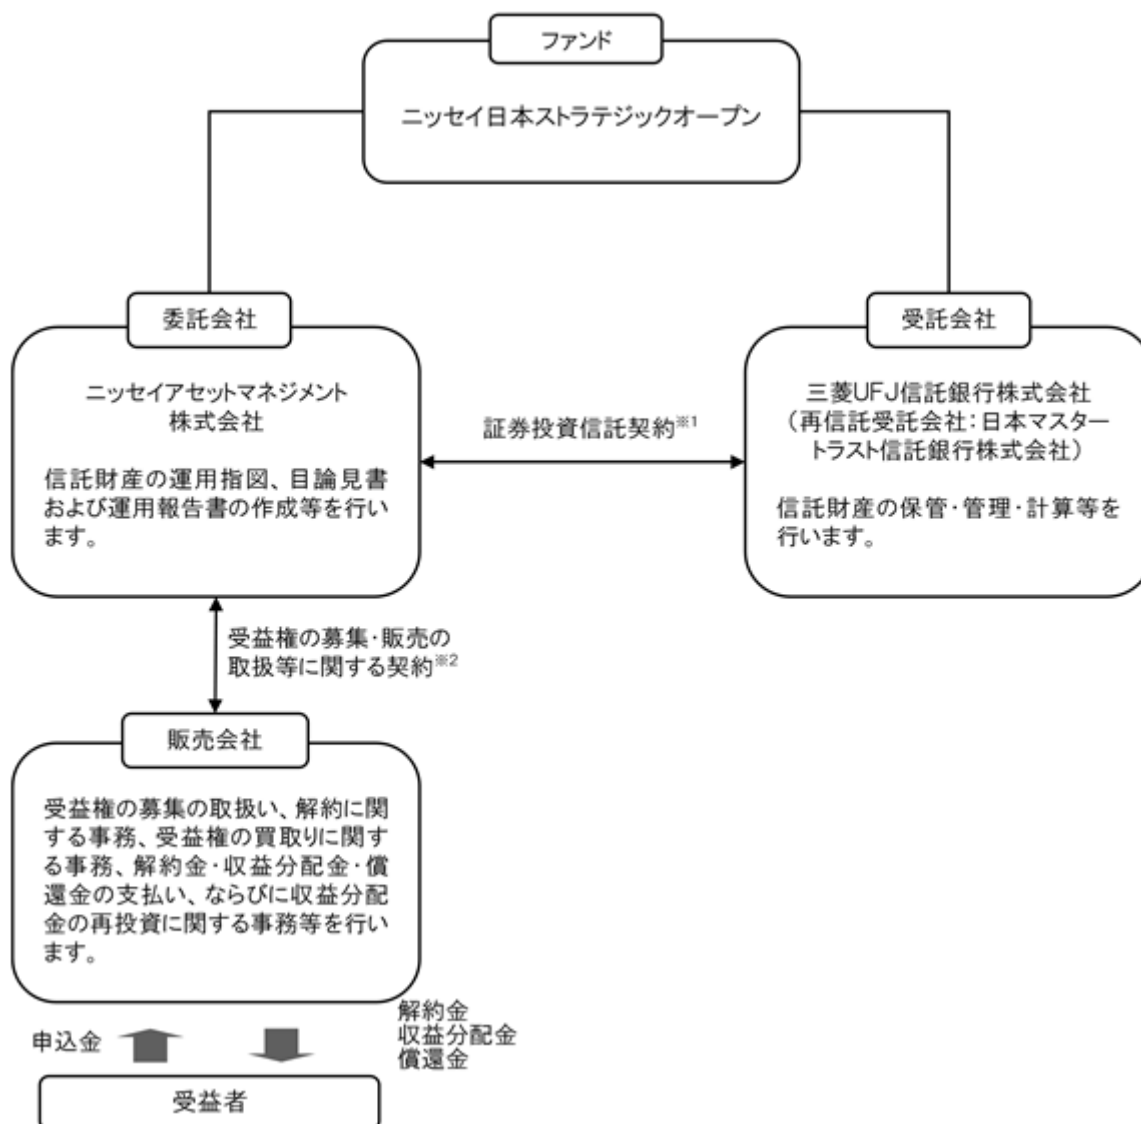 ファンド
ニッセイ日本ストラテジックオープン
委託会社
ニッセイアセットマネジメント
株式会社
信託財産の運用指図、目論見書
および運用報告書の作成等を行い
ます。
証券投資信託契約※1
受託会社
三菱UFJ信託銀行株式会社
(再信託受託会社:日本マスター
トラスト信託銀行株式会社)
信託財産の保管・管理・計算等を
行います。
受益権の募集・販売の
取扱等に関する契約※2
販売会社
受益権の募集の取扱い、解約に関
する事務、受益権の買取りに関す
る事務、解約金・収益分配金・償
還金の支払い、ならびに収益分配
金の再投資に関する事務等を行い
ます。
申込金
解約金
収益分配金
償還金
受益者